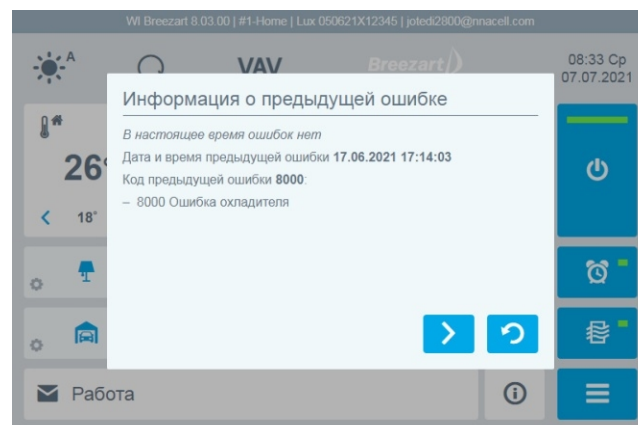 WI Breezart 8.03.00 | #1-Home | Lux 050621X12345 | jotedi2800@nnacell.com
A
VAV
Breezart
08:33 Ср
07.07.2021
Информация о предыдущей ошибке
В настоящее время ошибок нет
Дата и время предыдущей ошибки 17.06.2021 17:14:03
Код предыдущей ошибки 8000:
– 8000 Ошибка охладителя
26°
18°
Работа